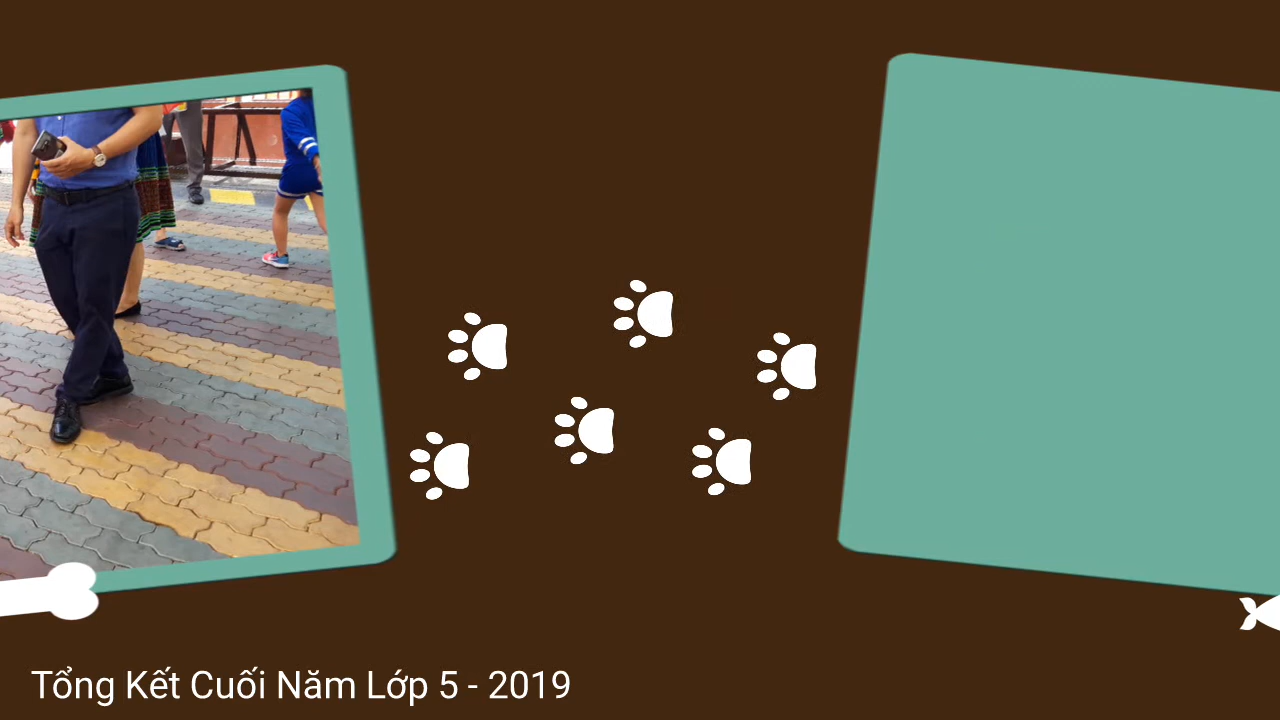 Tổng Kết Cuối Năm Lớp 5 - 2019